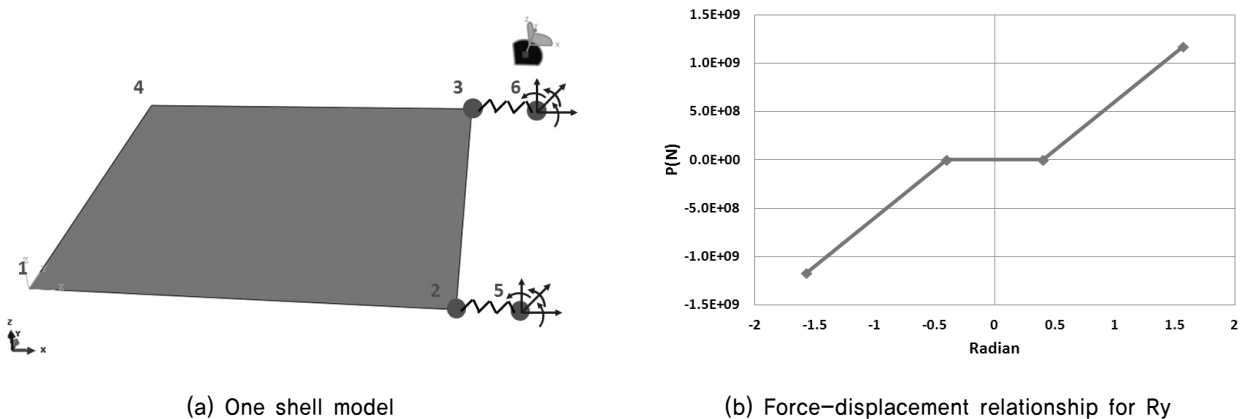 4
3
6
1
2
5
z
Y
X
(a) One shell model
P(N)
1.5E+09
1.0E+09
5.0E+08
0.0E+00
-5.0E+08
-1.0E+09
-1.5E+09
-2 -1.5 -1 -0.5 0 0.5 1 1.5 2
Radian
(b) Force-displacement relationship for Ry